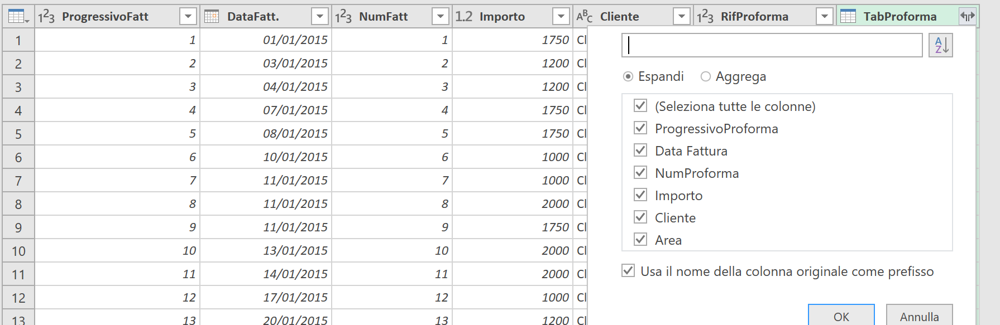 1²3 ProgressivoFatt DataFatt. 1²3 NumFatt 1.2 Importo ABC Cliente 1²3 RifProforma TabProforma
1 1 01/01/2015 1 1750 Cl
2 2 03/01/2015 2 1200 Cl
3 3 04/01/2015 3 1200 Cl
4 4 07/01/2015 4 1750 Cl
5 5 08/01/2015 5 1750 Cl
6 6 10/01/2015 6 1000 Cl
7 7 11/01/2015 7 1000 Cl
8 8 11/01/2015 8 2000 Cl
9 9 11/01/2015 9 1750 Cl
10 10 13/01/2015 10 2000 Cl
11 11 14/01/2015 11 2000 Cl
12 12 17/01/2015 12 1000 Cl
13 13 20/01/2015 13 1200 Cl
AZ
Espandi Aggrega
(Seleziona tutte le colonne)
ProgressivoProforma
Data Fattura
NumProforma
Importo
Cliente
Area
Usa il nome della colonna originale come prefisso
OK Annulla